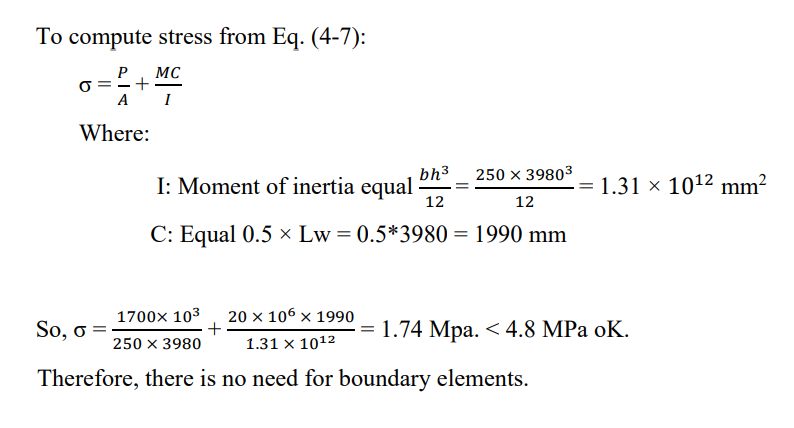 To compute stress from Eq. (4-7):
σ = P/A + MC/I
Where:
I: Moment of inertia equal bh³/12 = 250 × 3980³/12 = 1.31 × 10¹² mm²
C: Equal 0.5 × Lw = 0.5*3980 = 1990 mm
So, σ = 1700× 10³/250 × 3980 + 20 × 10⁶ × 1990/1.31 × 10¹² = 1.74 Mpa. < 4.8 MPa oK.
Therefore, there is no need for boundary elements.